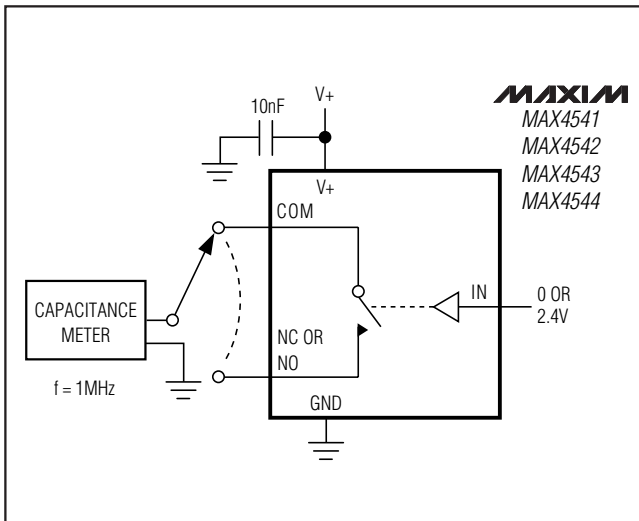 10nF
V+
MAXIM
MAX4541
MAX4542
MAX4543
MAX4544
V+
COM
IN
0 OR
2.4V
CAPACITANCE
METER
NC OR
NO
f = 1MHz
GND